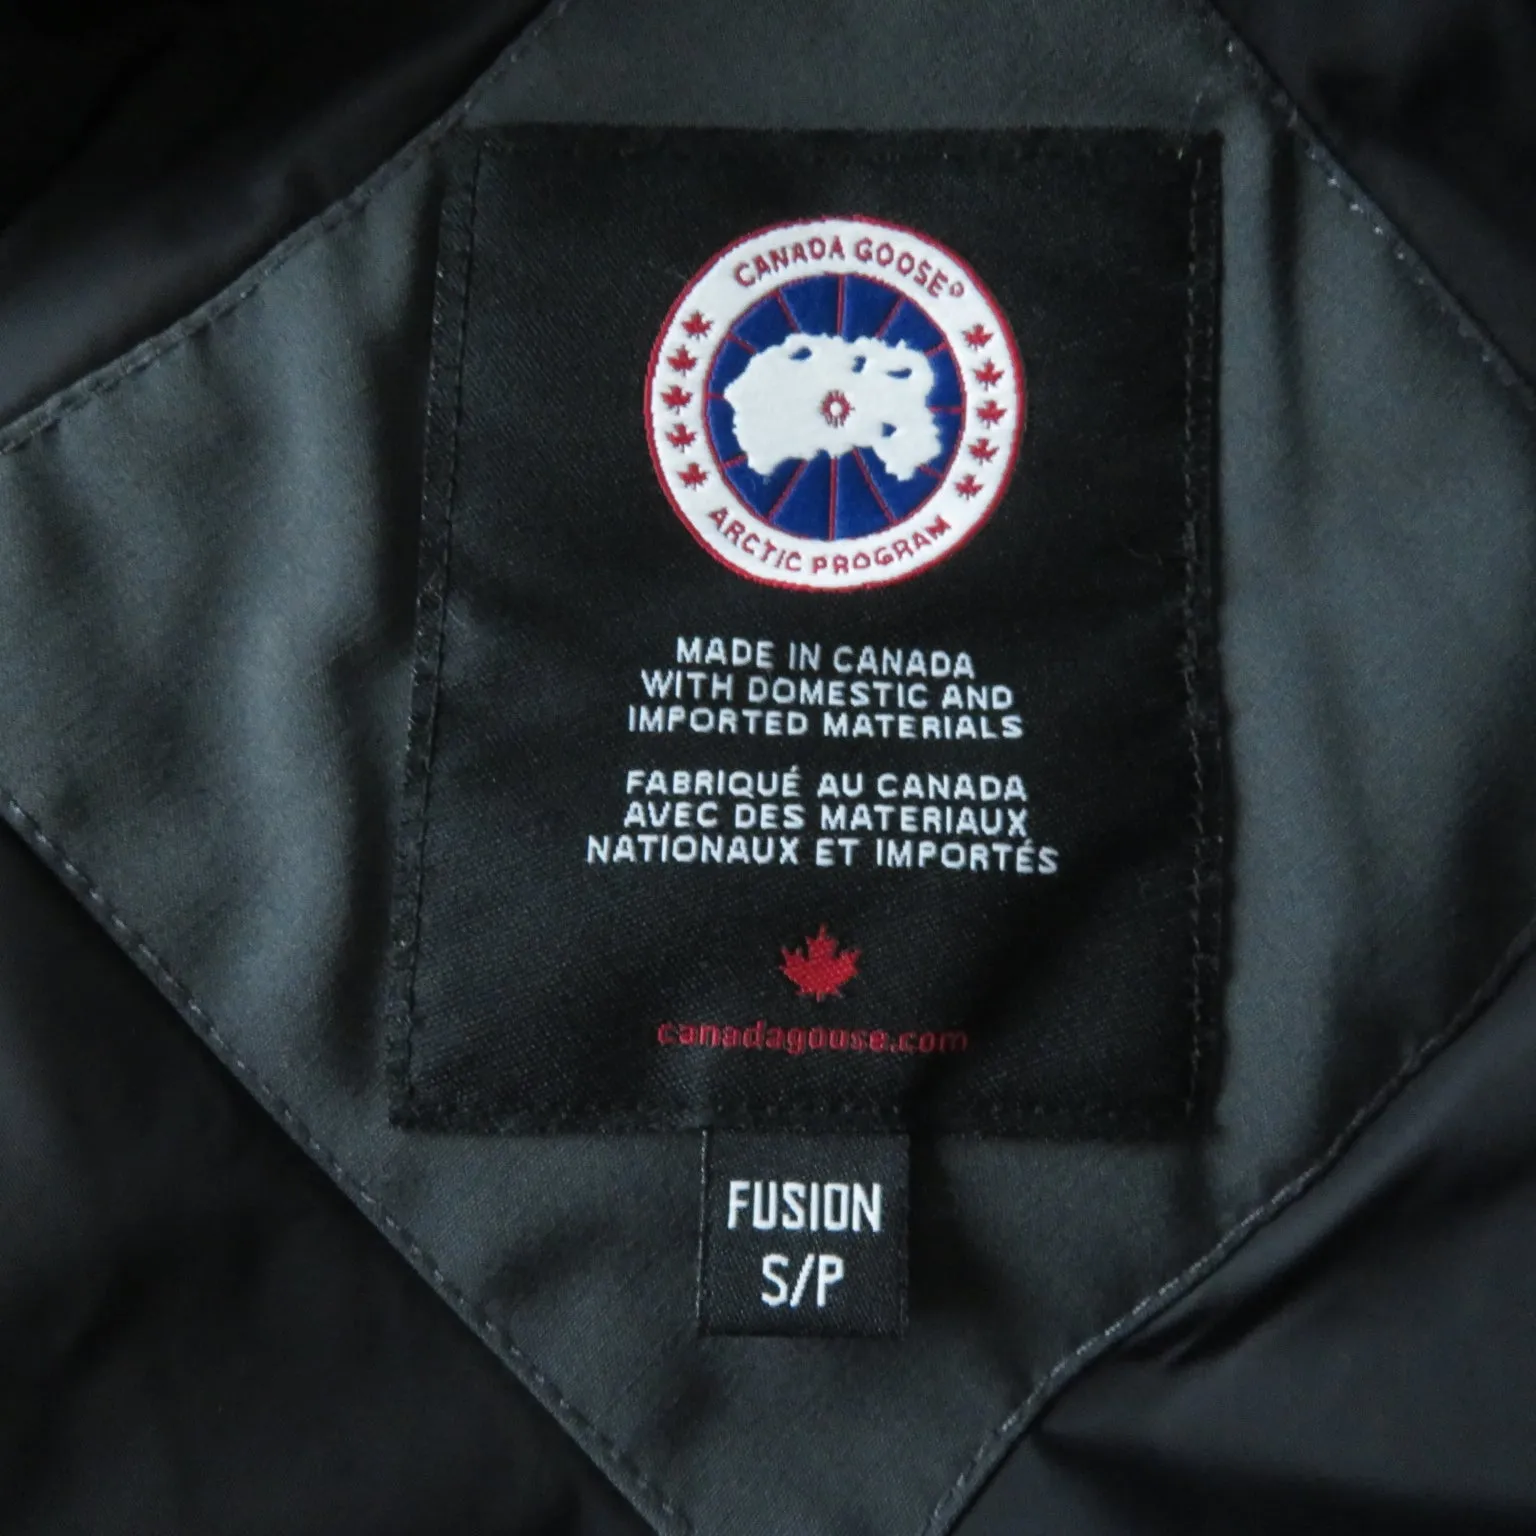 CANADA GOOSE®
ARCTIC PROGRAM
MADE IN CANADA
WITH DOMESTIC AND
IMPORTED MATERIALS
FABRIQUÉ AU CANADA
AVEC DES MATERIAUX
NATIONAUX ET IMPORTÉS
canadagouse.com
FUSION
S/P